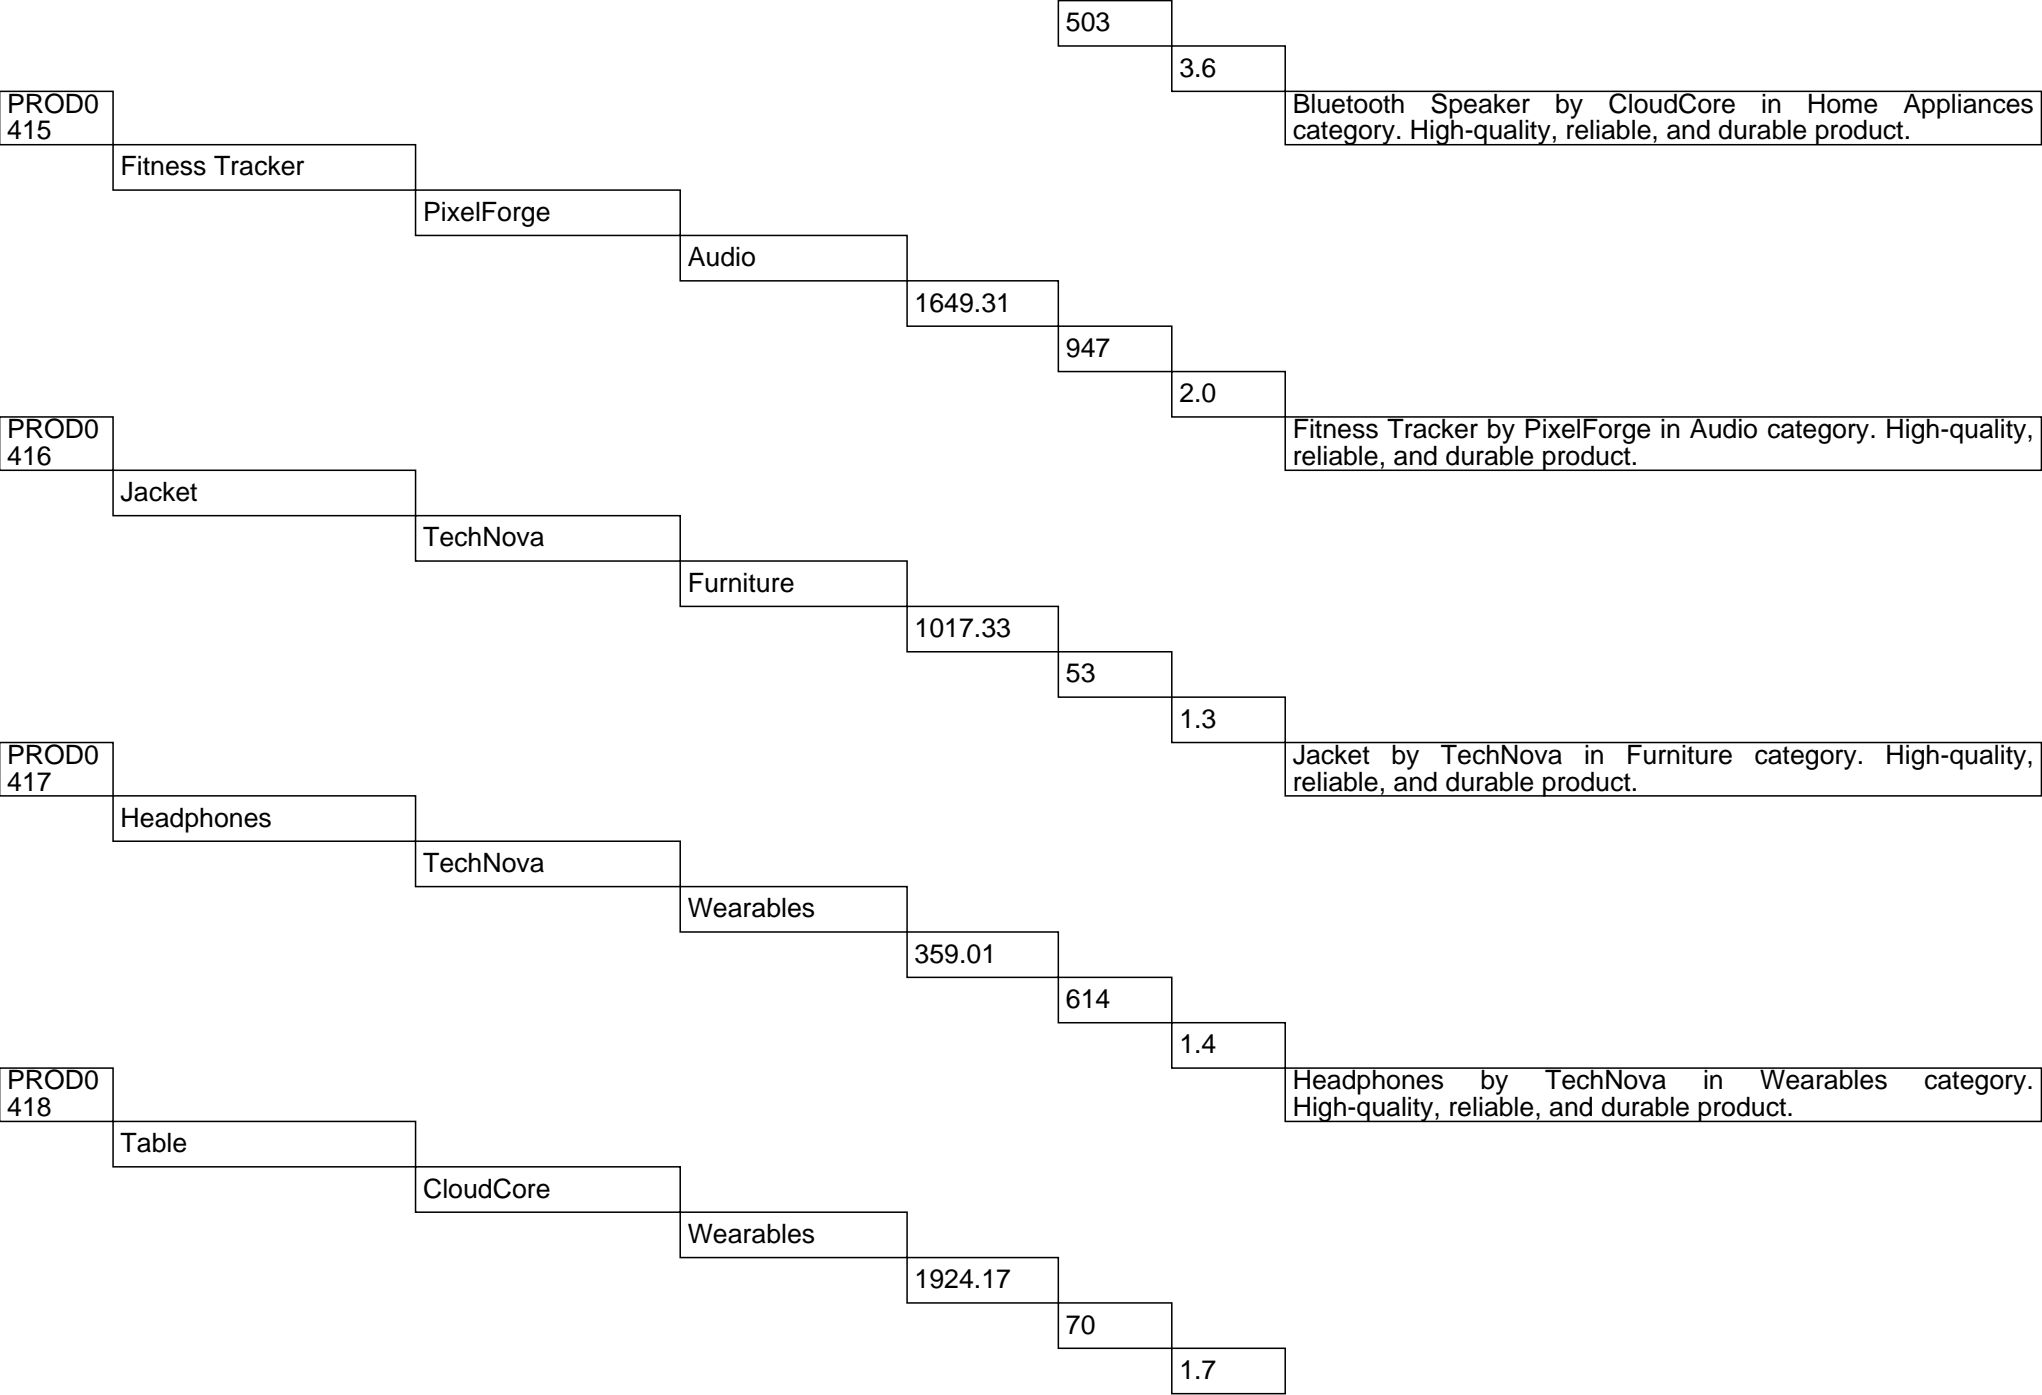 503
3.6
Bluetooth Speaker by CloudCore in Home Appliances
category. High-quality, reliable, and durable product.
PROD0
415
Fitness Tracker
PixelForge
Audio
1649.31
947
2.0
Fitness Tracker by PixelForge in Audio category. High-quality,
reliable, and durable product.
PROD0
416
Jacket
TechNova
Furniture
1017.33
53
1.3
Jacket by TechNova in Furniture category. High-quality,
reliable, and durable product.
PROD0
417
Headphones
TechNova
Wearables
359.01
614
1.4
Headphones by TechNova in Wearables category.
High-quality, reliable, and durable product.
PROD0
418
Table
CloudCore
Wearables
1924.17
70
1.7